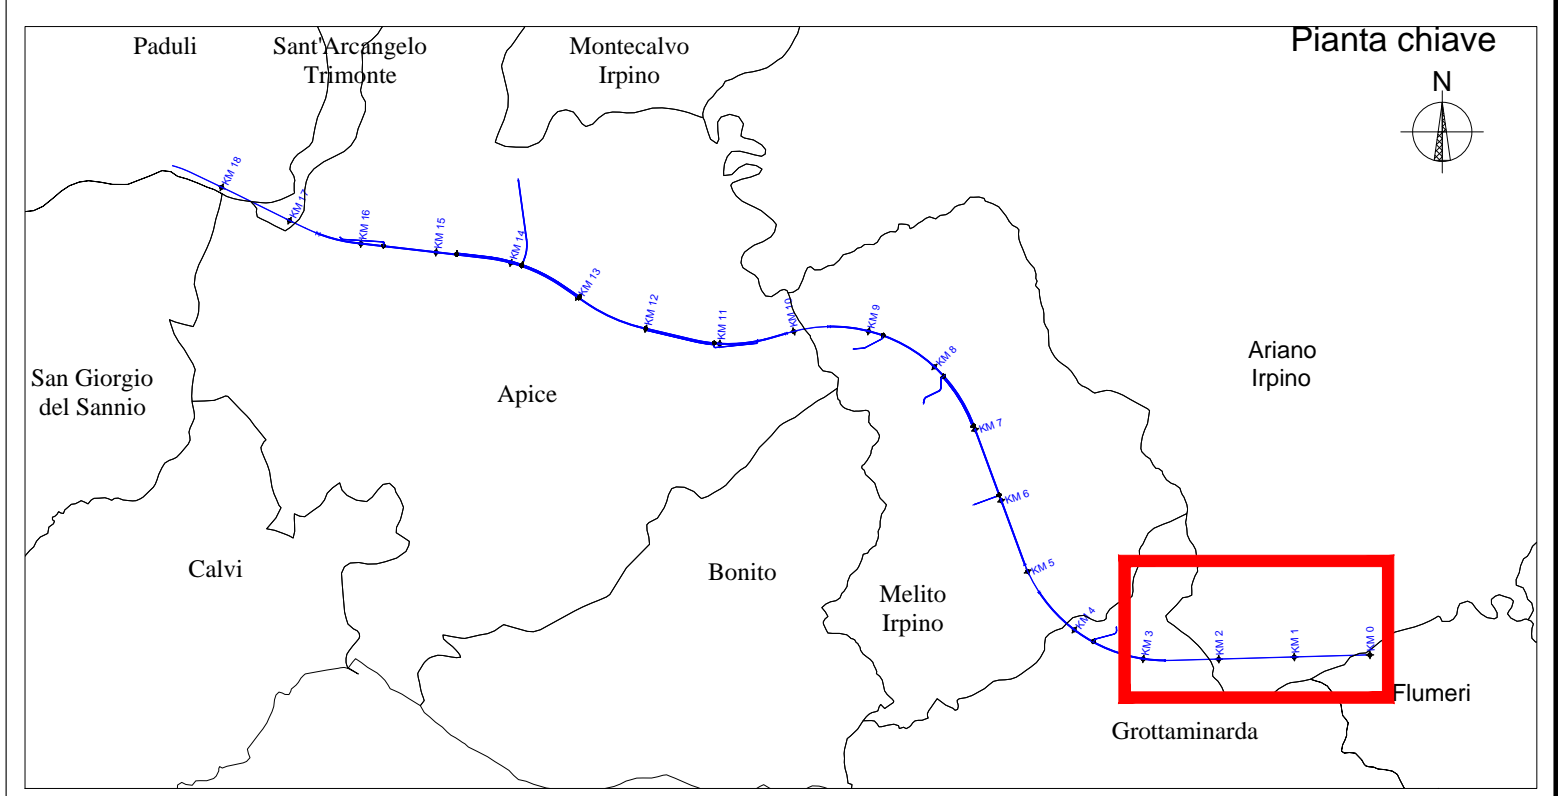 Pianta chiave
Paduli
Sant'Arcangelo
Trimonte
Montecalvo
Irpino
N
KM 18
KM 17
KM 16
KM 15
KM 14
KM 13
KM 12
KM 11
KM 10
KM 9
KM 8
KM 7
KM 6
KM 5
KM 4
KM 3
KM 2
KM 1
KM 0
Ariano
Irpino
San Giorgio
del Sannio
Apice
Calvi
Bonito
Melito
Irpino
Flumeri
Grottaminarda